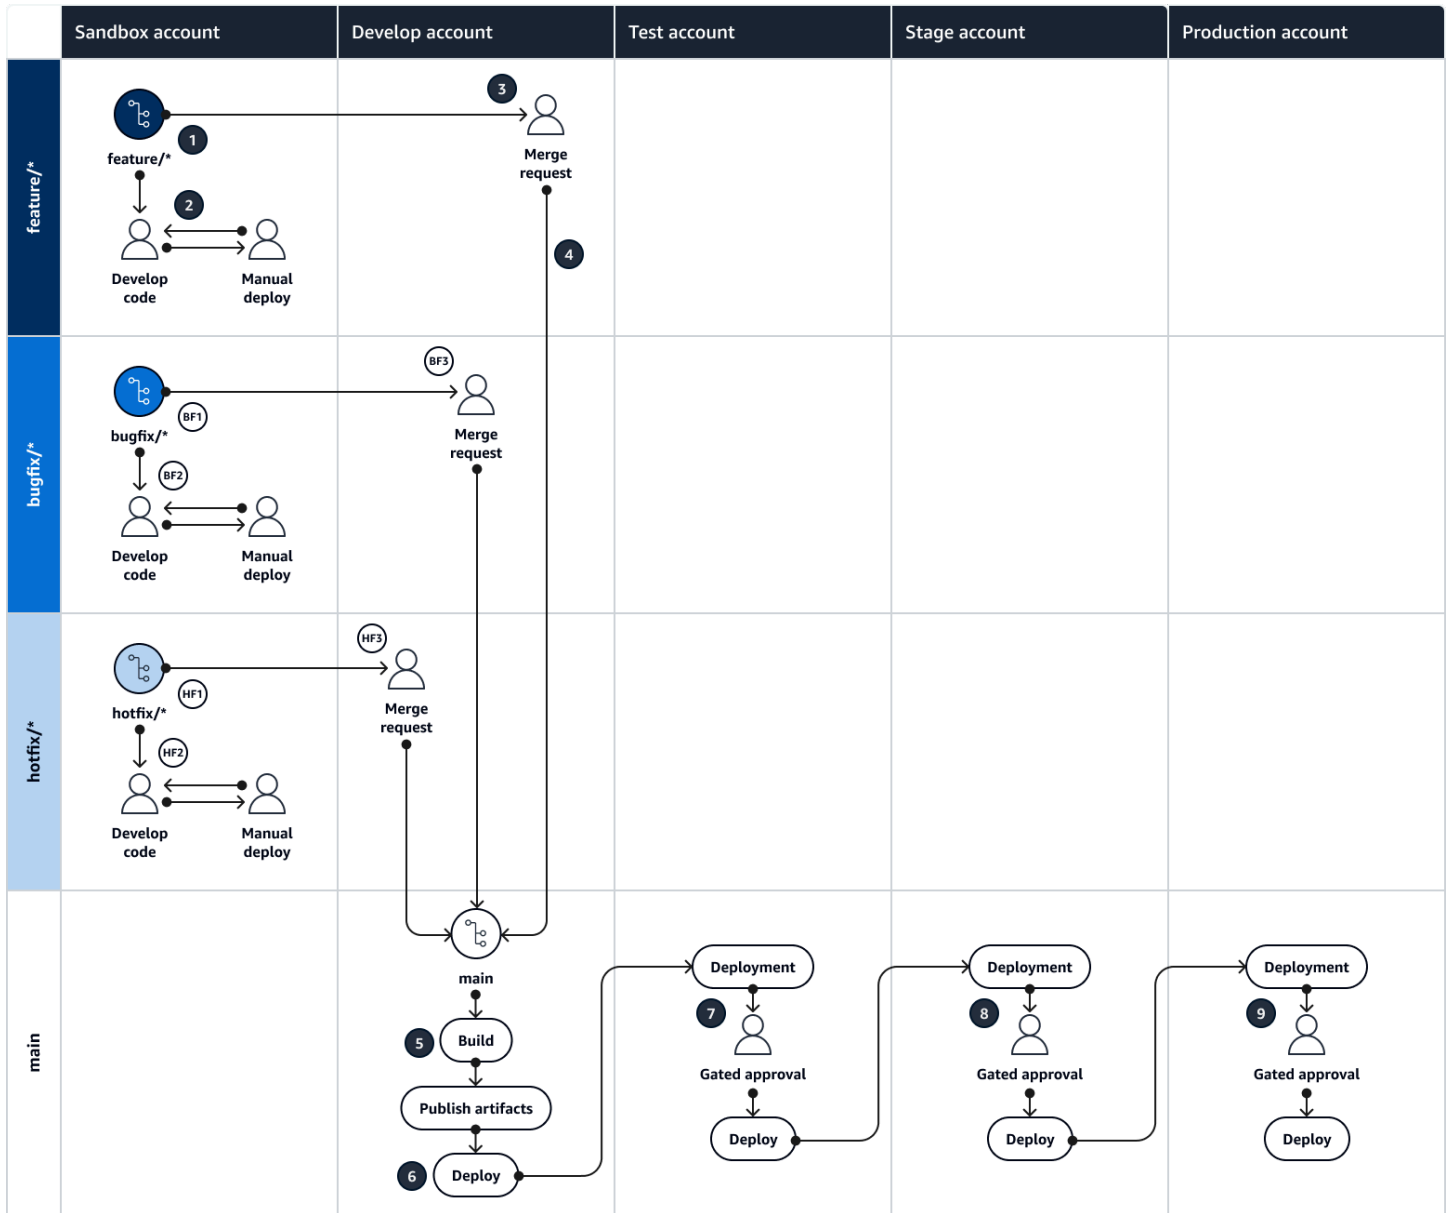 Sandbox account
Develop account
Test account
Stage account
Production account
feature/*
3
1
feature/*
Merge
request
2
4
Develop
code
Manual
deploy
bugfix/*
BF3
BF1
bugfix/*
Merge
request
BF2
Develop
code
Manual
deploy
hotfix/*
HF3
HF1
hotfix/*
Merge
request
HF2
Develop
code
Manual
deploy
main
main
5
Build
Publish artifacts
6
Deploy
Deployment
7
Gated approval
Deploy
Deployment
8
Gated approval
Deploy
Deployment
9
Gated approval
Deploy